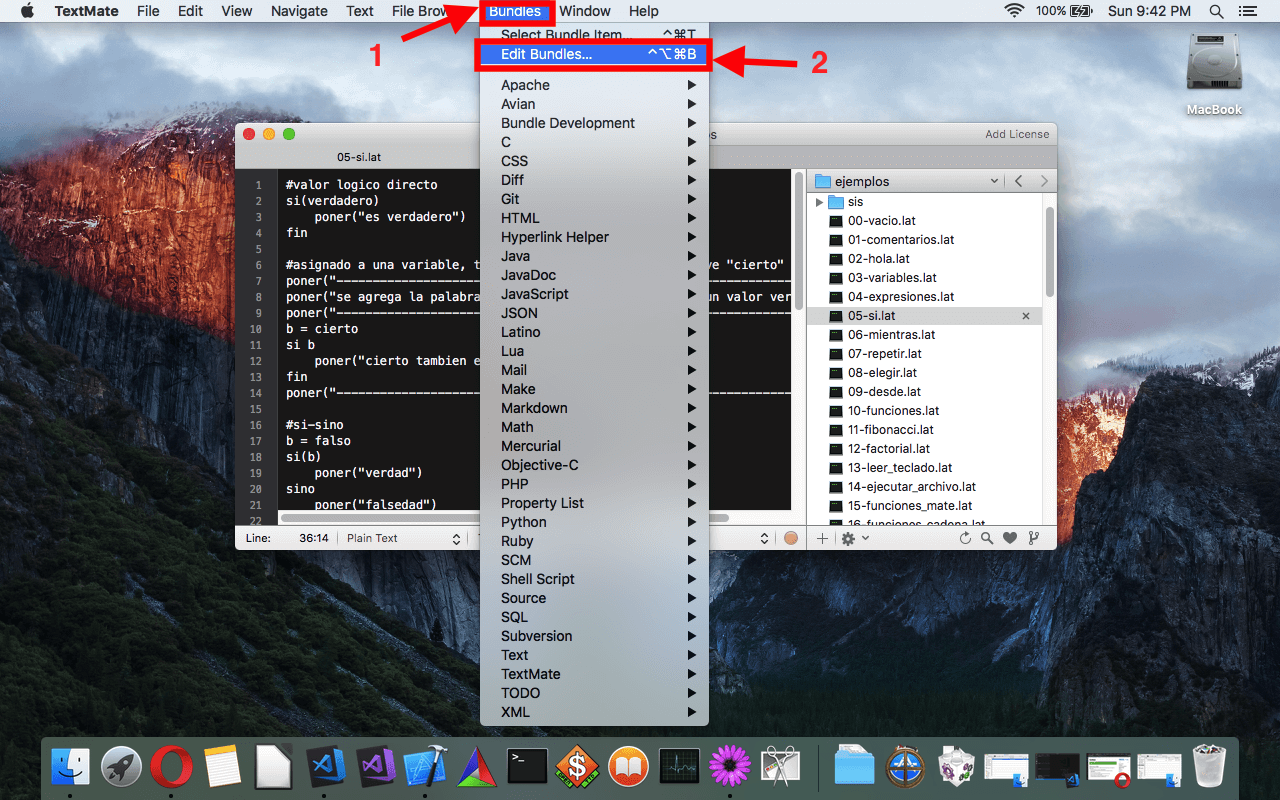 TextMate File Edit View Navigate Text File Brow Bundles Window Help 100% Sun 9:42 PM
1
Select Bundle Item... ^⌘T
Edit Bundles... ^⌥⌘B
2
Apache
Avian
Bundle Development
C
CSS
Diff
Git
HTML
Hyperlink Helper
Java
JavaDoc
JavaScript
JSON
Latino
Lua
Mail
Make
Markdown
Math
Mercurial
Objective-C
PHP
Property List
Python
Ruby
SCM
Shell Script
Source
SQL
Subversion
Text
TextMate
TODO
XML
MacBook
os
Add License
05-si.lat
1 #valor logico directo
2 si(verdadero)
3 poner("es verdadero")
4 fin
5
6 #asignado a una variable, t ve "cierto"
7 poner("-------------------
8 poner("se agrega la palabra un valor ver
9 poner("-------------------
10 b = cierto
11 si b
12 poner("cierto tambien e
13 fin
14 poner("-------------------
15
16 #si-sino
17 b = falso
18 si(b)
19 poner("verdad")
20 sino
21 poner("falsedad")
22
Line: 36:14 Plain Text
ejemplos
sis
00-vacio.lat
01-comentarios.lat
02-hola.lat
03-variables.lat
04-expresiones.lat
05-si.lat
06-mientras.lat
07-repetir.lat
08-elegir.lat
09-desde.lat
10-funciones.lat
11-fibonacci.lat
12-factorial.lat
13-leer_teclado.lat
14-ejecutar_archivo.lat
15-funciones_mate.lat
16-funciones_cadena.lat
>_
$